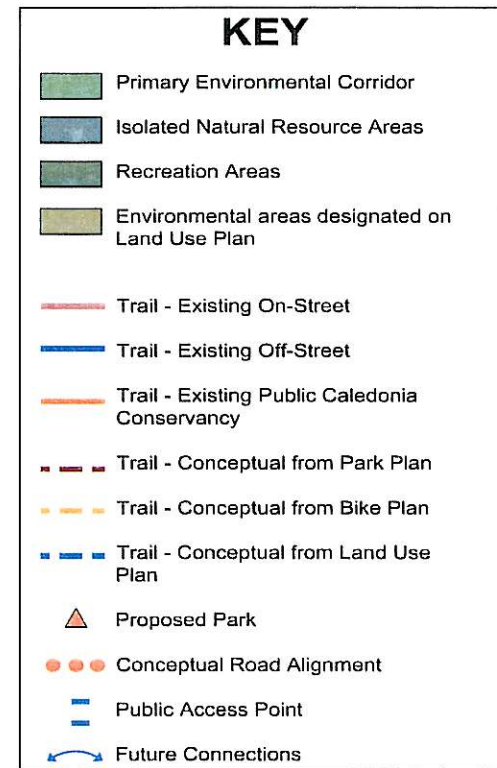 KEY
Primary Environmental Corridor
Isolated Natural Resource Areas
Recreation Areas
Environmental areas designated on
Land Use Plan
Trail - Existing On-Street
Trail - Existing Off-Street
Trail - Existing Public Caledonia
Conservancy
Trail - Conceptual from Park Plan
Trail - Conceptual from Bike Plan
Trail - Conceptual from Land Use
Plan
Proposed Park
Conceptual Road Alignment
Public Access Point
Future Connections